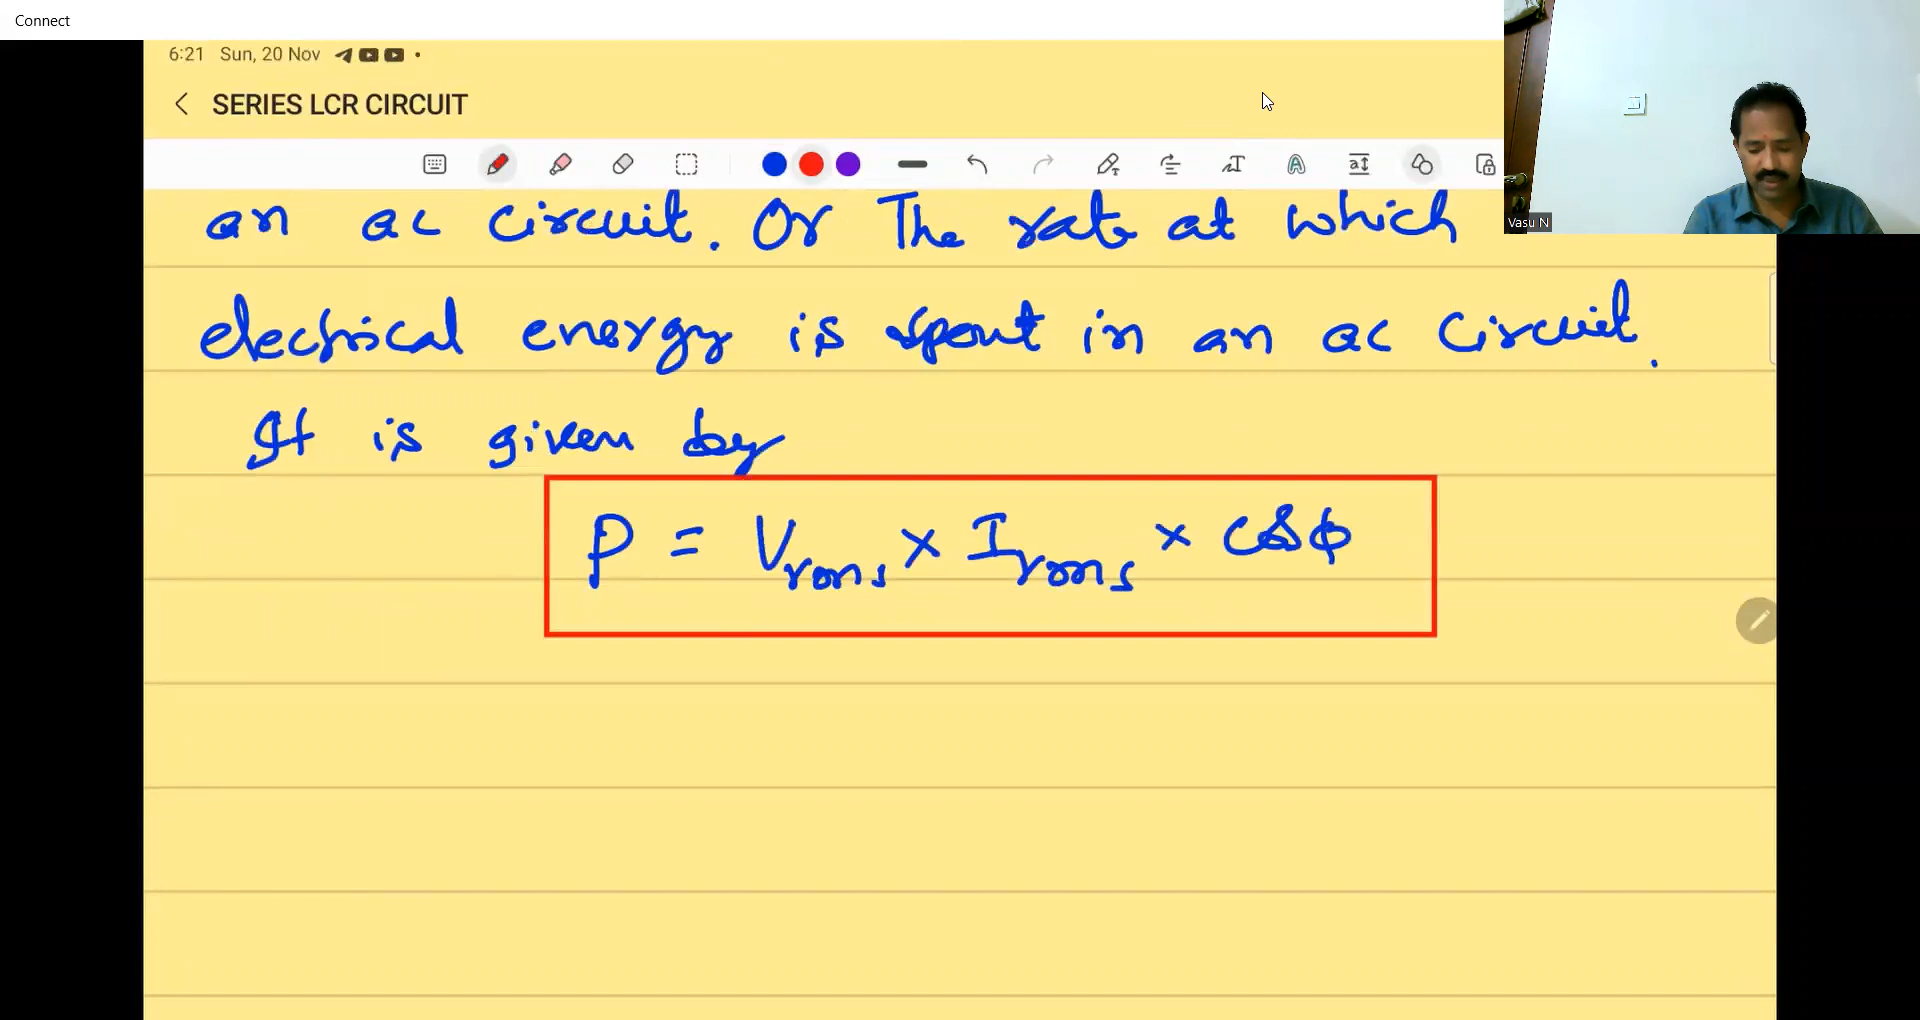 Connect
6:21 Sun, 20 Nov
SERIES LCR CIRCUIT
Vasu N
an ac circuit. Or The rate at which
electrical energy is spent in an ac circuit.
It is given by
P = Vrms × Irms × cosϕ